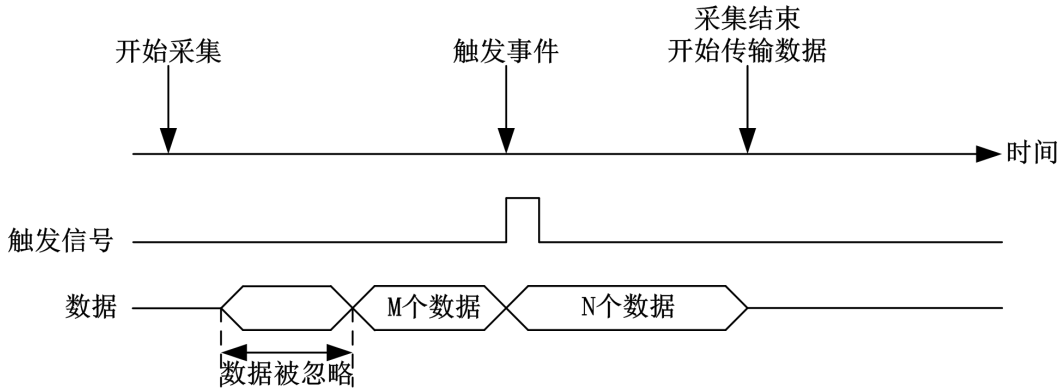 采集结束
开始采集
触发事件
开始传输数据
时间
触发信号
数据
M个数据
N个数据
数据被忽略